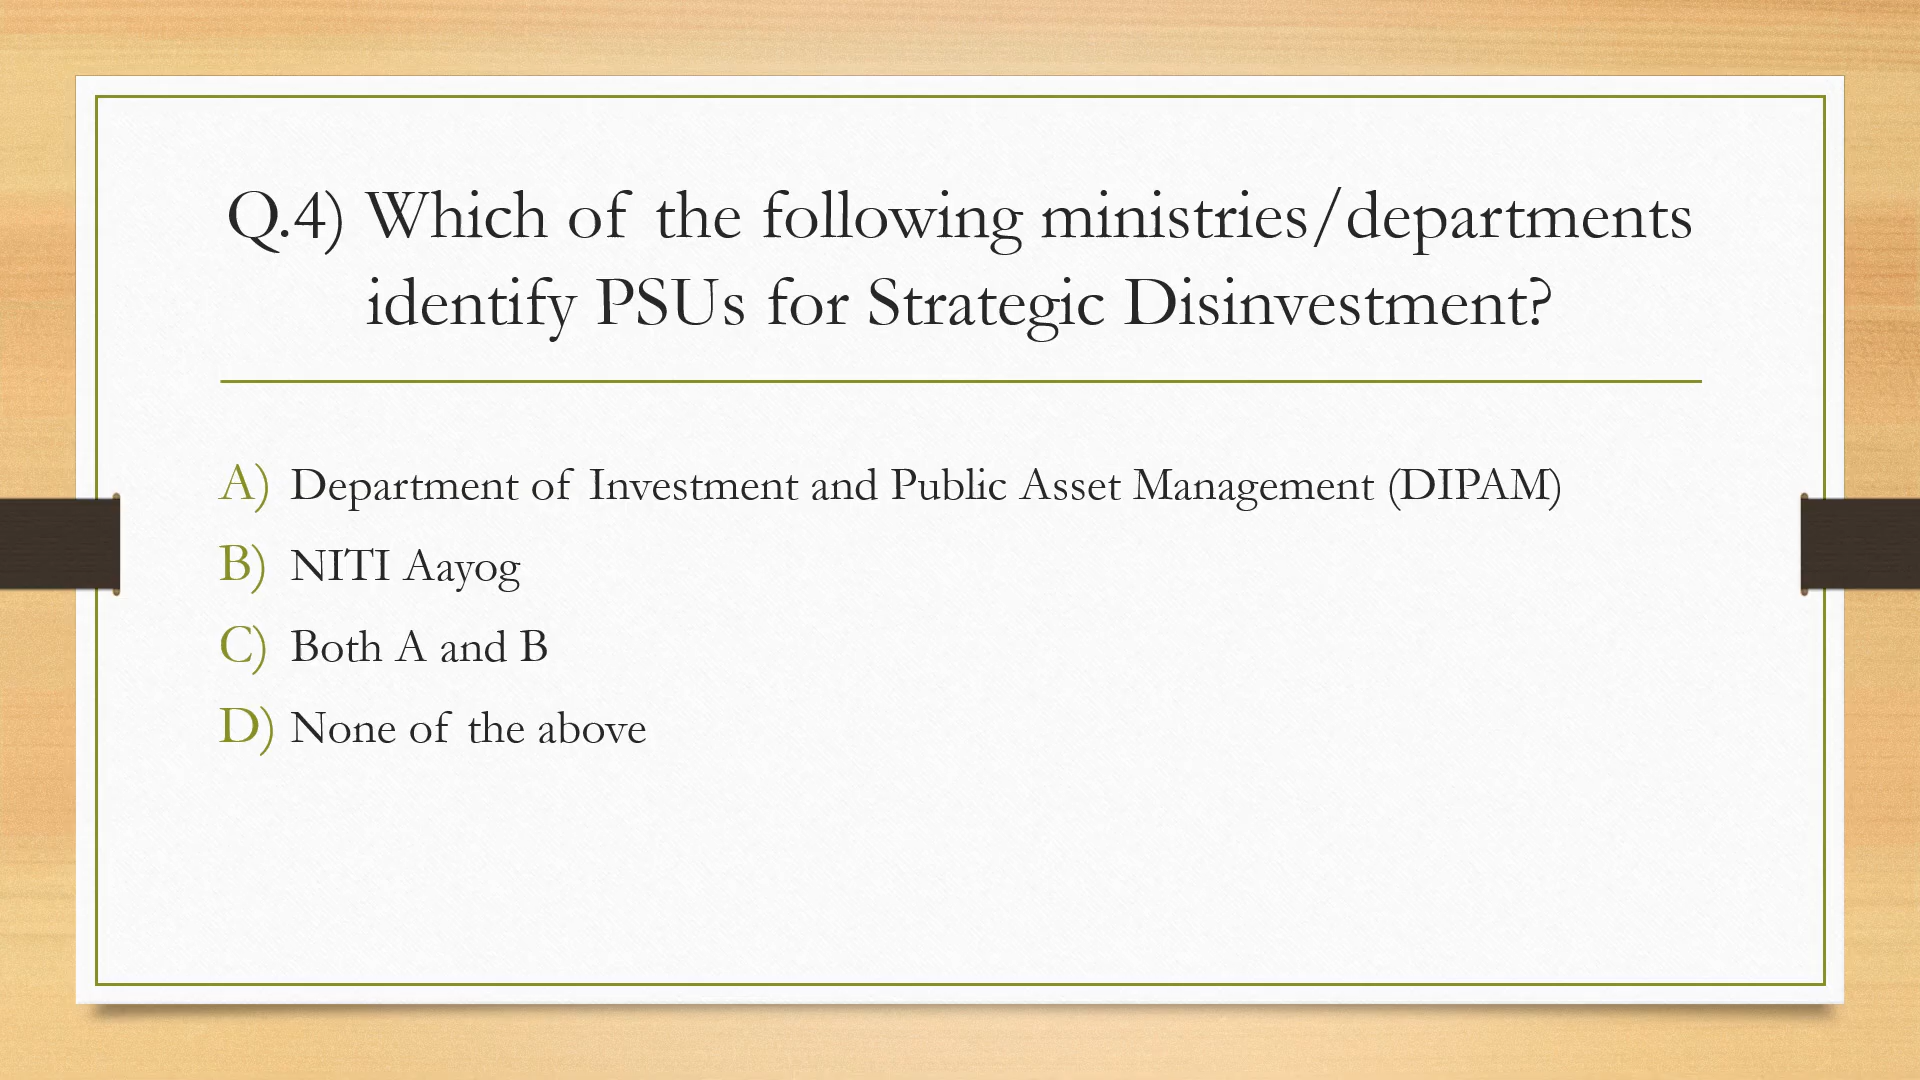 Q.4) Which of the following ministries/departments
identify PSUs for Strategic Disinvestment?
A) Department of Investment and Public Asset Management (DIPAM)
B) NITI Aayog
C) Both A and B
D) None of the above